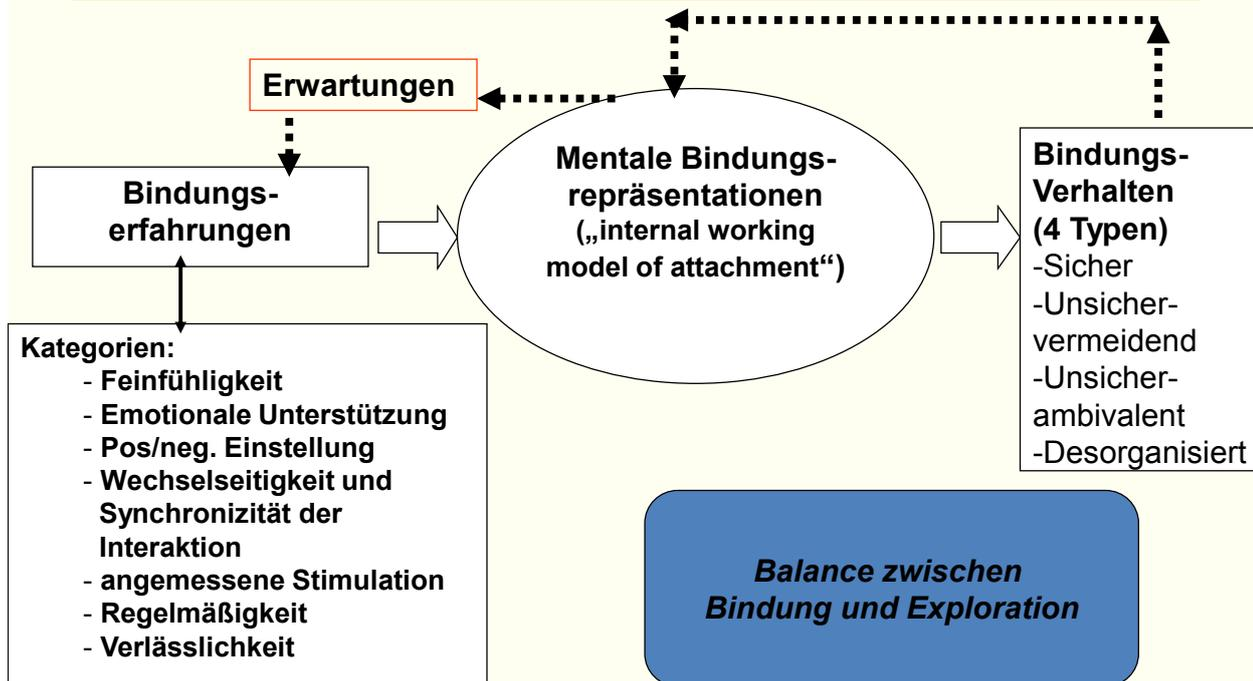 Erwartungen
Bindungs-
erfahrungen
Mentale Bindungs-
repräsentationen
(„internal working
model of attachment“)
Bindungs-
Verhalten
(4 Typen)
-Sicher
-Unsicher-
vermeidend
-Unsicher-
ambivalent
-Desorganisiert
Kategorien:
- Feinfühligkeit
- Emotionale Unterstützung
- Pos/neg. Einstellung
- Wechselseitigkeit und
Synchronizität der
Interaktion
- angemessene Stimulation
- Regelmäßigkeit
- Verlässlichkeit
Balance zwischen
Bindung und Exploration